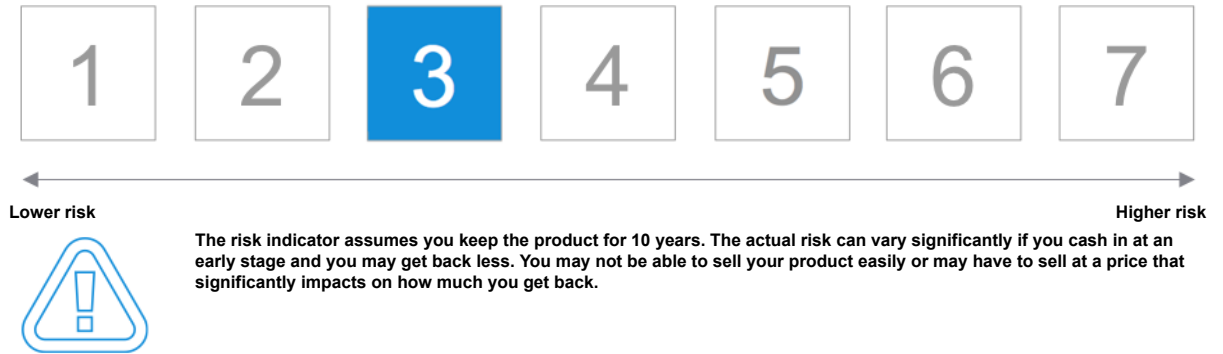 1 2 3 4 5 6 7
Lower risk Higher risk
The risk indicator assumes you keep the product for 10 years. The actual risk can vary significantly if you cash in at an
early stage and you may get back less. You may not be able to sell your product easily or may have to sell at a price that
significantly impacts on how much you get back.